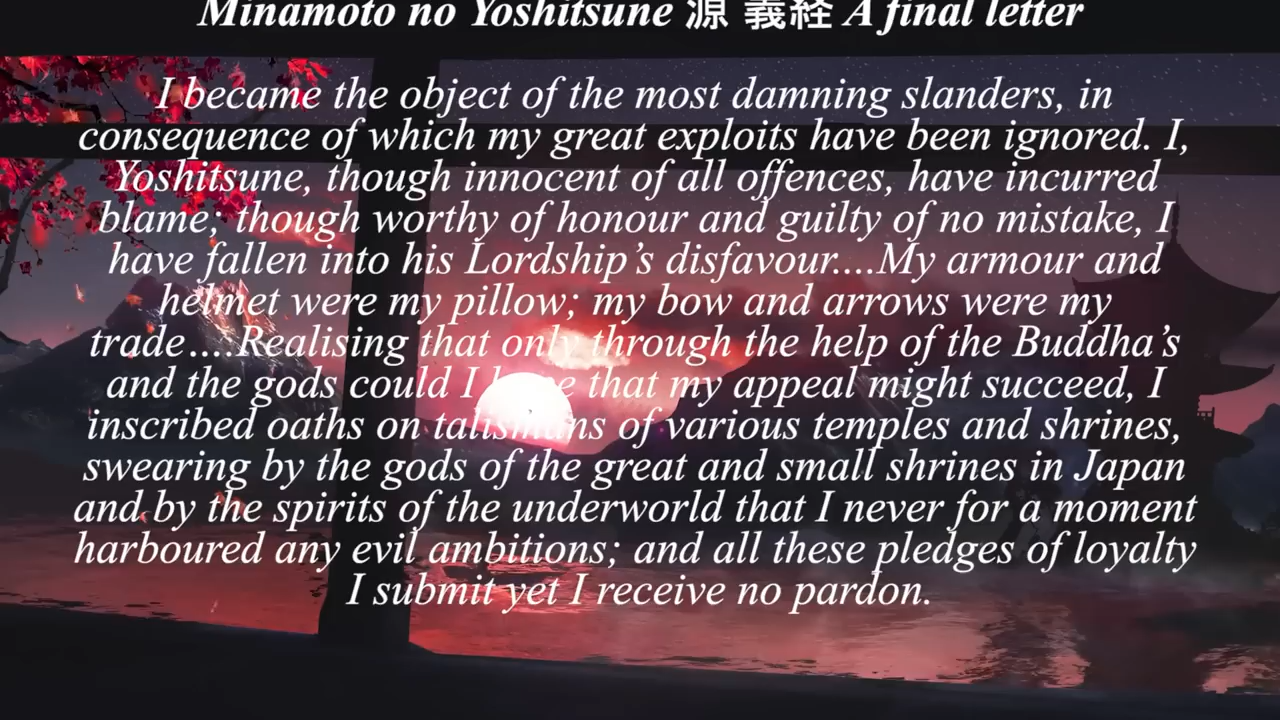 Minamoto no Yoshitsune 源 義経 A final letter
I became the object of the most damning slanders, in
consequence of which my great exploits have been ignored. I,
Yoshitsune, though innocent of all offences, have incurred
blame; though worthy of honour and guilty of no mistake, I
have fallen into his Lordship’s disfavour....My armour and
helmet were my pillow; my bow and arrows were my
trade....Realising that only through the help of the Buddha’s
and the gods could I hope that my appeal might succeed, I
inscribed oaths on talismans of various temples and shrines,
swearing by the gods of the great and small shrines in Japan
and by the spirits of the underworld that I never for a moment
harboured any evil ambitions; and all these pledges of loyalty
I submit yet I receive no pardon.